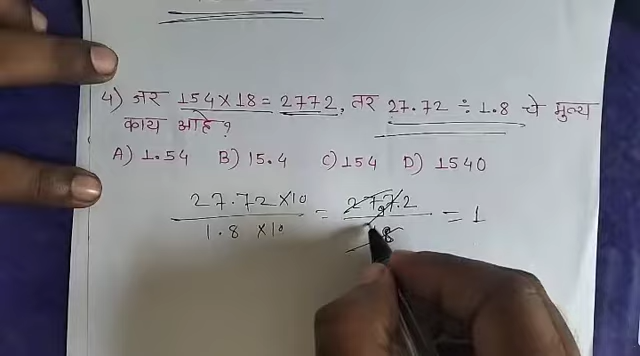 4) जर 154×18 = 2772, तर 27.72 ÷ 1.8 चे मुल्य
काय आहे ?
A) 1.54 B) 15.4 C) 154 D) 1540
27.72×10 / 1.8 ×10 = 277.2 / 18 = 1